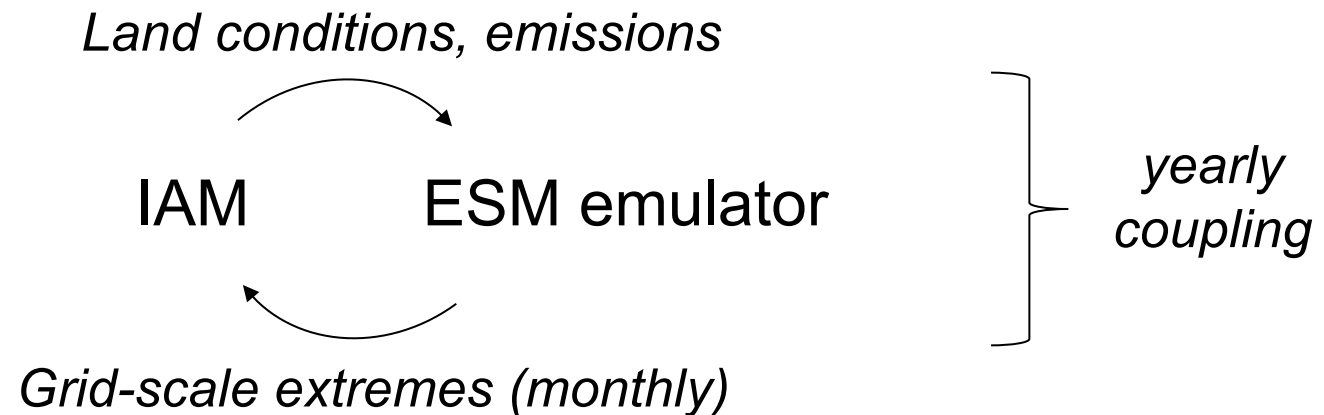 Land conditions, emissions
IAM
ESM emulator
yearly
coupling
Grid-scale extremes (monthly)